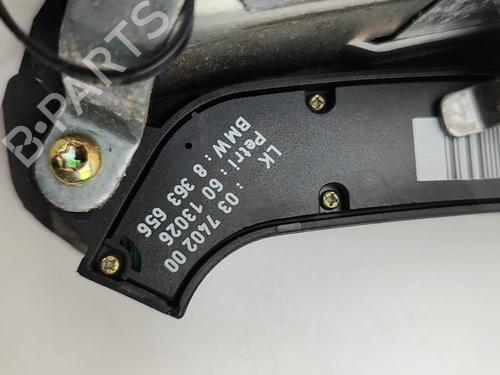 LK : 03 7402 00
Petri : 60 13026
BMW : 8 363 656
B-PARTS